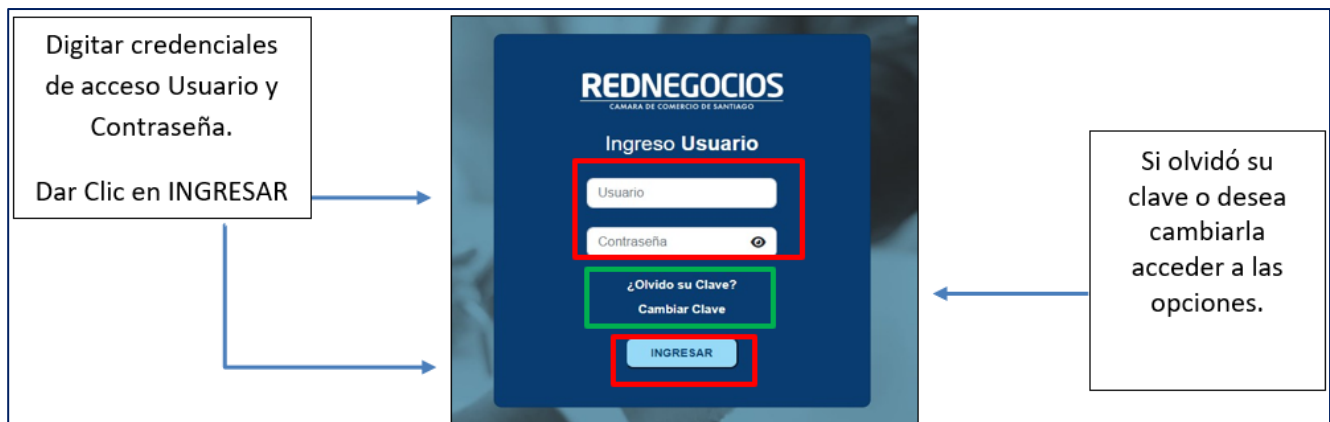 Digitar credenciales
de acceso Usuario y
Contraseña.
Dar Clic en INGRESAR
REDNEGOCIOS
CAMARA DE COMERCIO DE SANTIAGO
Ingreso Usuario
Usuario
Contraseña
¿Olvido su Clave?
Cambiar Clave
INGRESAR
Si olvidó su
clave o desea
cambiarla
acceder a las
opciones.